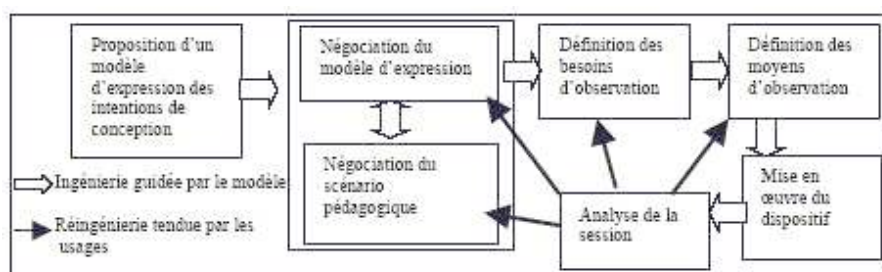 Proposition d'un
modèle
d'expression des
intentions de
conception
Négociation du
modèle d'expression
Définition des
besoins
d'observation
Définition des
moyens
d'observation
Négociation du
scénario
pédagogique
Analyse de la
session
Mise en
œuvre du
dispositif
Ingénierie guidée par le modèle
Réingénierie tendue par les
usages